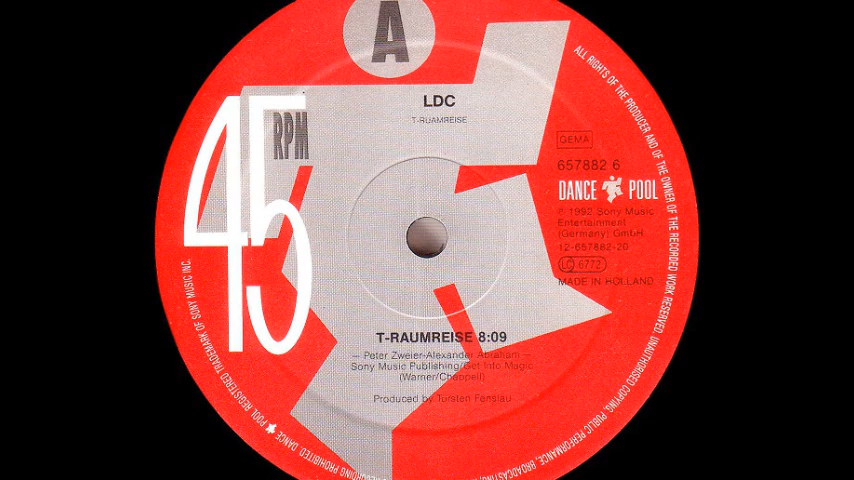 A
LDC
T-RUAMREISE
45
RPM
GEMA
657882 6
DANCE POOL
℗ 1992 Sony Music
Entertainment
(Germany) GmbH
12-657882-20
LC 6772
MADE IN HOLLAND
T-RAUMREISE 8:09
— Peter Zweier-Alexander Abraham —
Sony Music Publishing/Get Into Magic
(Warner/Chappell)
Produced by Torsten Fenslau
ALL RIGHTS OF THE PRODUCER AND OF THE OWNER OF THE RECORDED WORK RESERVED. UNAUTHORISED COPYING, PUBLIC PERFORMANCE, BROADCASTING,
RECORDING PROHIBITED. DANCE POOL REGISTERED TRADEMARK OF SONY MUSIC INC.